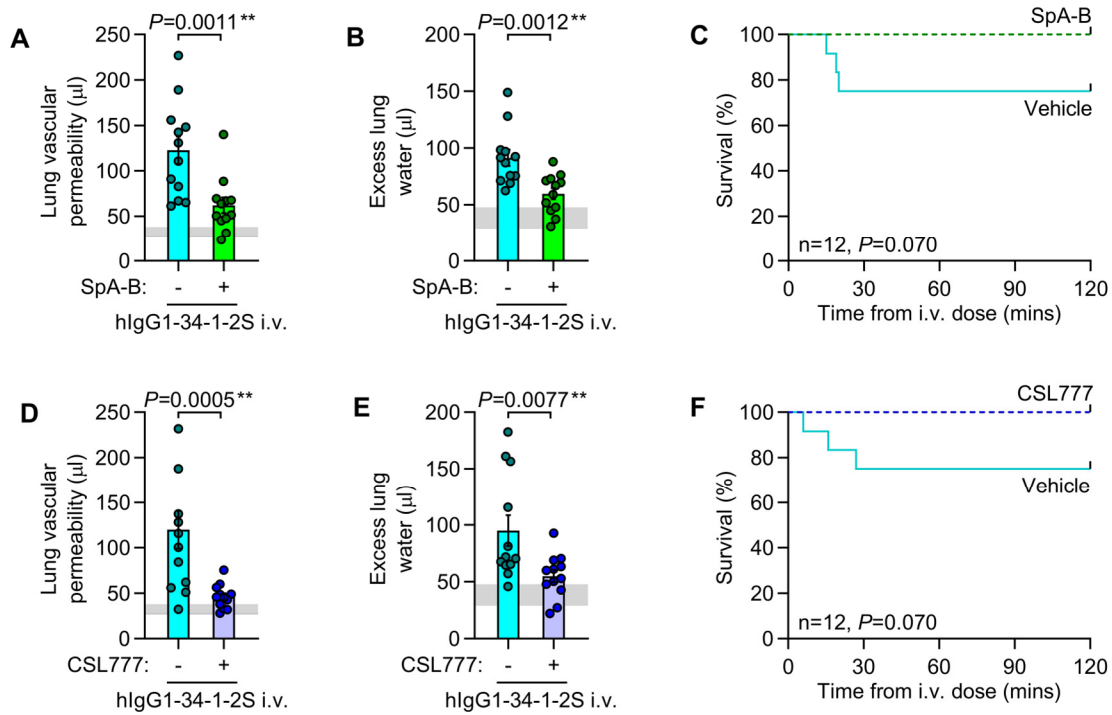 A
P=0.0011 **
Lung vascular
permeability (µl)
250
200
150
100
50
0
SpA-B: - +
hIgG1-34-1-2S i.v.
B
P=0.0012 **
Excess lung
water (µl)
200
150
100
50
0
SpA-B: - +
hIgG1-34-1-2S i.v.
C
SpA-B
Vehicle
Survival (%)
100
80
60
40
20
0
n=12, P=0.070
0 30 60 90 120
Time from i.v. dose (mins)
D
P=0.0005 **
Lung vascular
permeability (µl)
250
200
150
100
50
0
CSL777: - +
hIgG1-34-1-2S i.v.
E
P=0.0077 **
Excess lung
water (µl)
200
150
100
50
0
CSL777: - +
hIgG1-34-1-2S i.v.
F
CSL777
Vehicle
Survival (%)
100
80
60
40
20
0
n=12, P=0.070
0 30 60 90 120
Time from i.v. dose (mins)